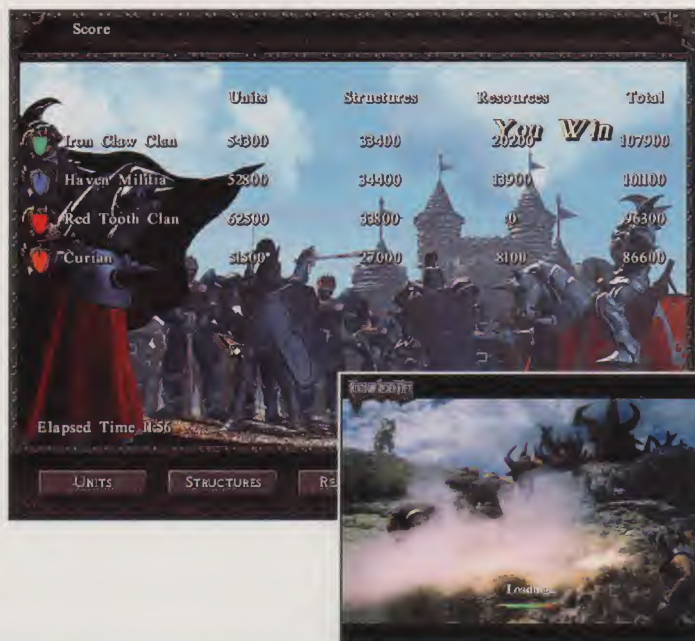 Score
Units Structures Resources Total
You Win
Iron Claw Clan 54300 33400 20200 107900
Haven Militia 52800 34400 13900 101100
Red Tooth Clan 62500 33800 0 96300
Curian 51500 27000 8100 86600
Elapsed Time 11:56
UNITS STRUCTURES RE
Loading...